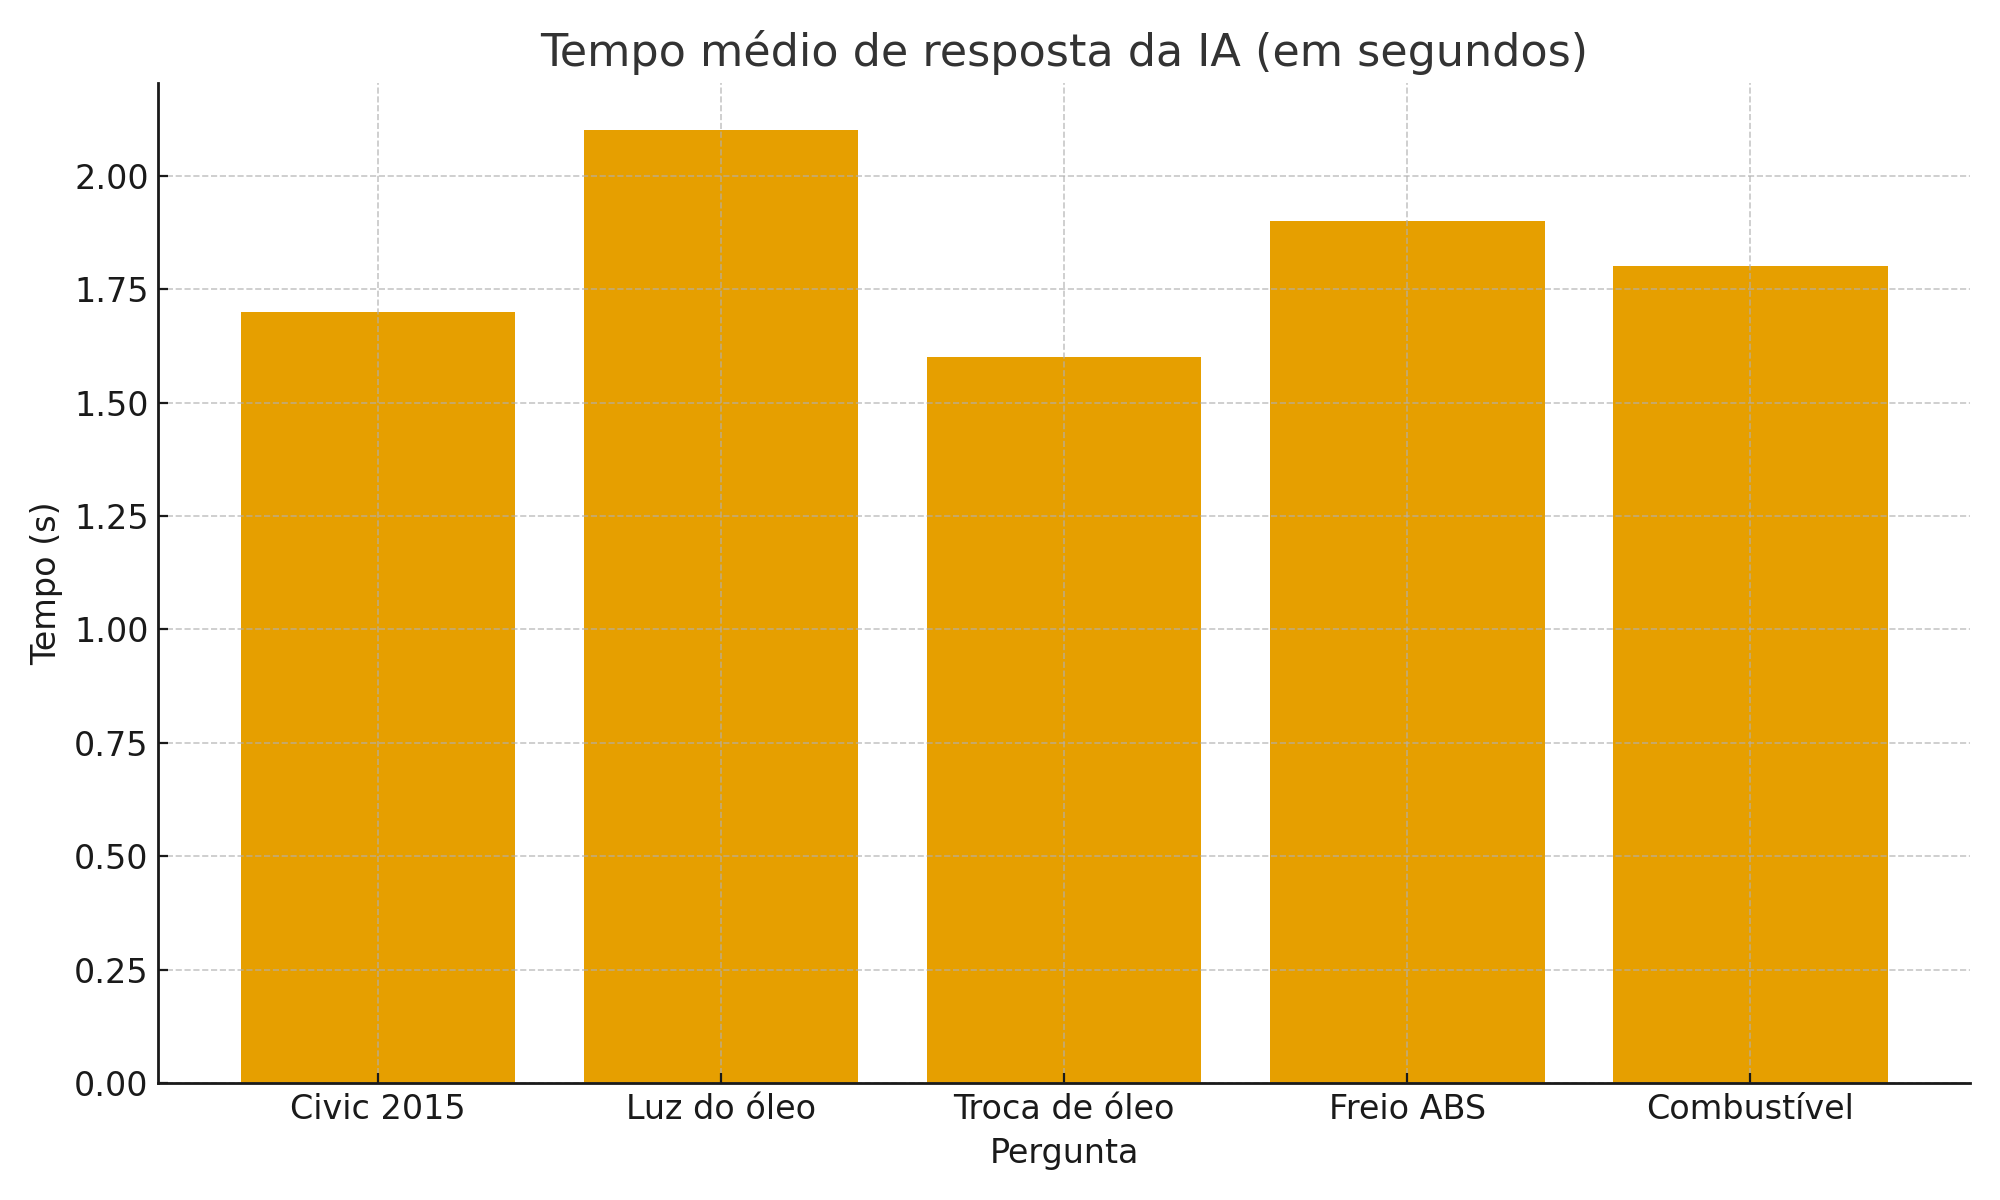 Tempo médio de resposta da IA (em segundos)
Tempo (s)
2.00
1.75
1.50
1.25
1.00
0.75
0.50
0.25
0.00
Civic 2015 Luz do óleo Troca de óleo Freio ABS Combustível
Pergunta